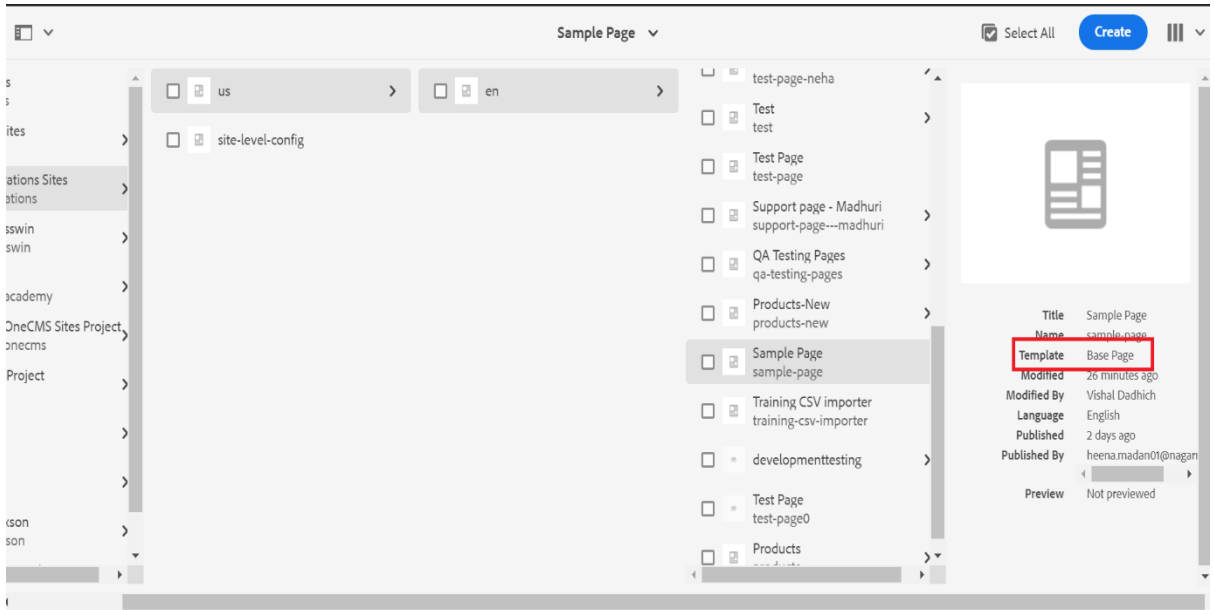 Sample Page
Select All
Create
s
s
ites
ations Sites
ations
sswin
swin
academy
OneCMS Sites Project
onecms
Project
kson
son
us
site-level-config
en
test-page-neha
Test
test
Test Page
test-page
Support page - Madhuri
support-page---madhuri
QA Testing Pages
qa-testing-pages
Products-New
products-new
Sample Page
sample-page
Training CSV importer
training-csv-importer
developmenttesting
Test Page
test-page0
Products
Title Sample Page
Name sample-page
Template Base Page
Modified 26 minutes ago
Modified By Vishal Dadhich
Language English
Published 2 days ago
Published By heena.madan01@nagarr
Preview Not previewed